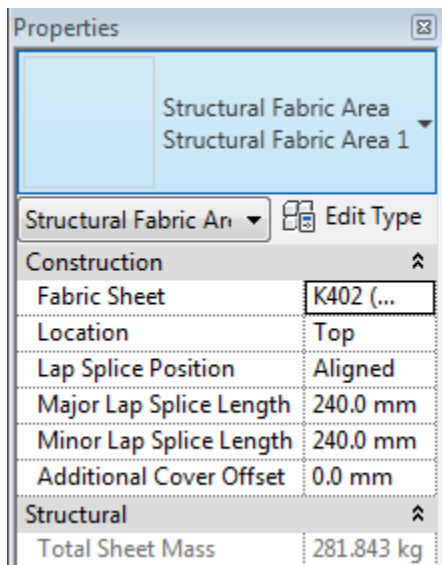 Properties
Structural Fabric Area
Structural Fabric Area 1
Structural Fabric Are Edit Type
Construction
Fabric Sheet K402 (...
Location Top
Lap Splice Position Aligned
Major Lap Splice Length 240.0 mm
Minor Lap Splice Length 240.0 mm
Additional Cover Offset 0.0 mm
Structural
Total Sheet Mass 281.843 kg